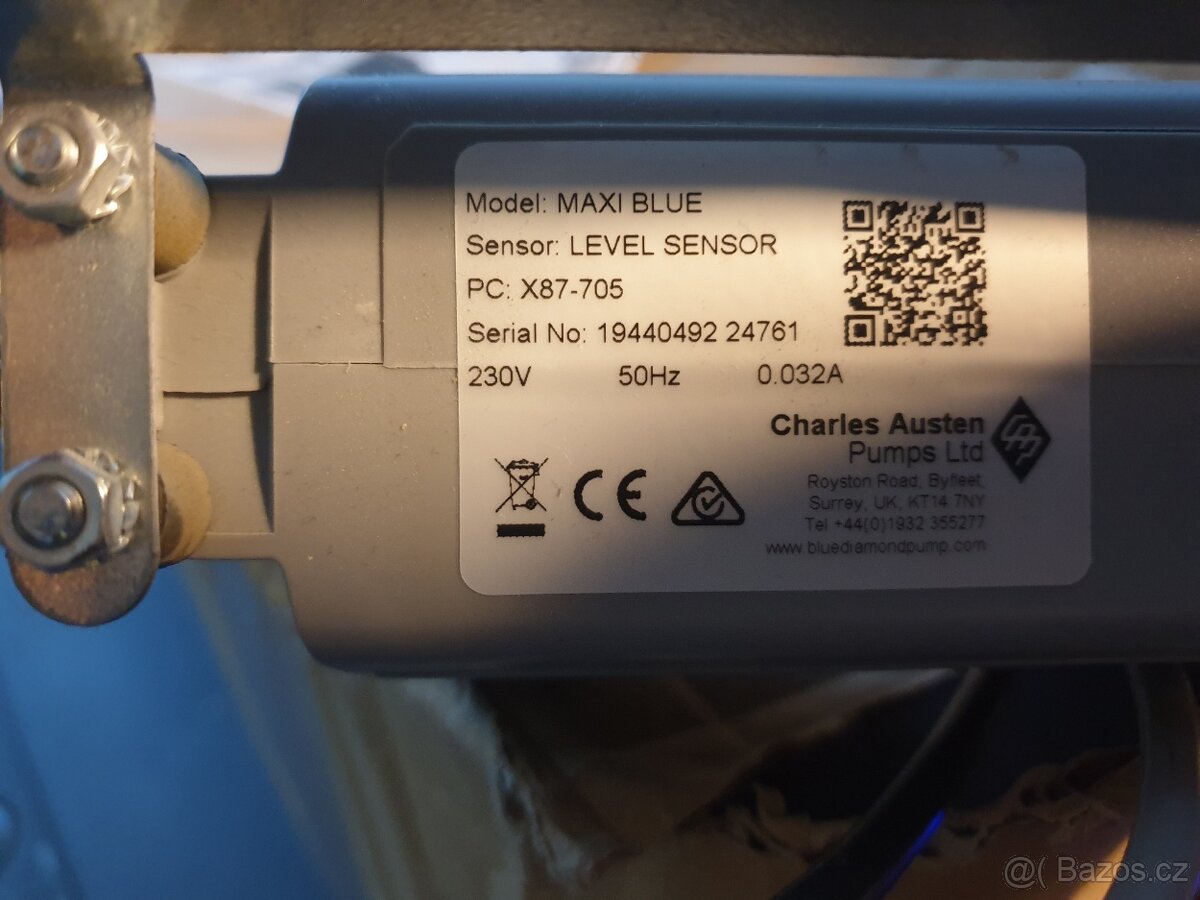 Model: MAXI BLUE
Sensor: LEVEL SENSOR
PC: X87-705
Serial No: 19440492 24761
230V 50Hz 0.032A
Charles Austen
Pumps Ltd
Royston Road, Byfleet,
Surrey, UK, KT14 7NY
Tel +44(0)1932 355277
www.bluediamondpump.com
CE
@( Bazos.cz